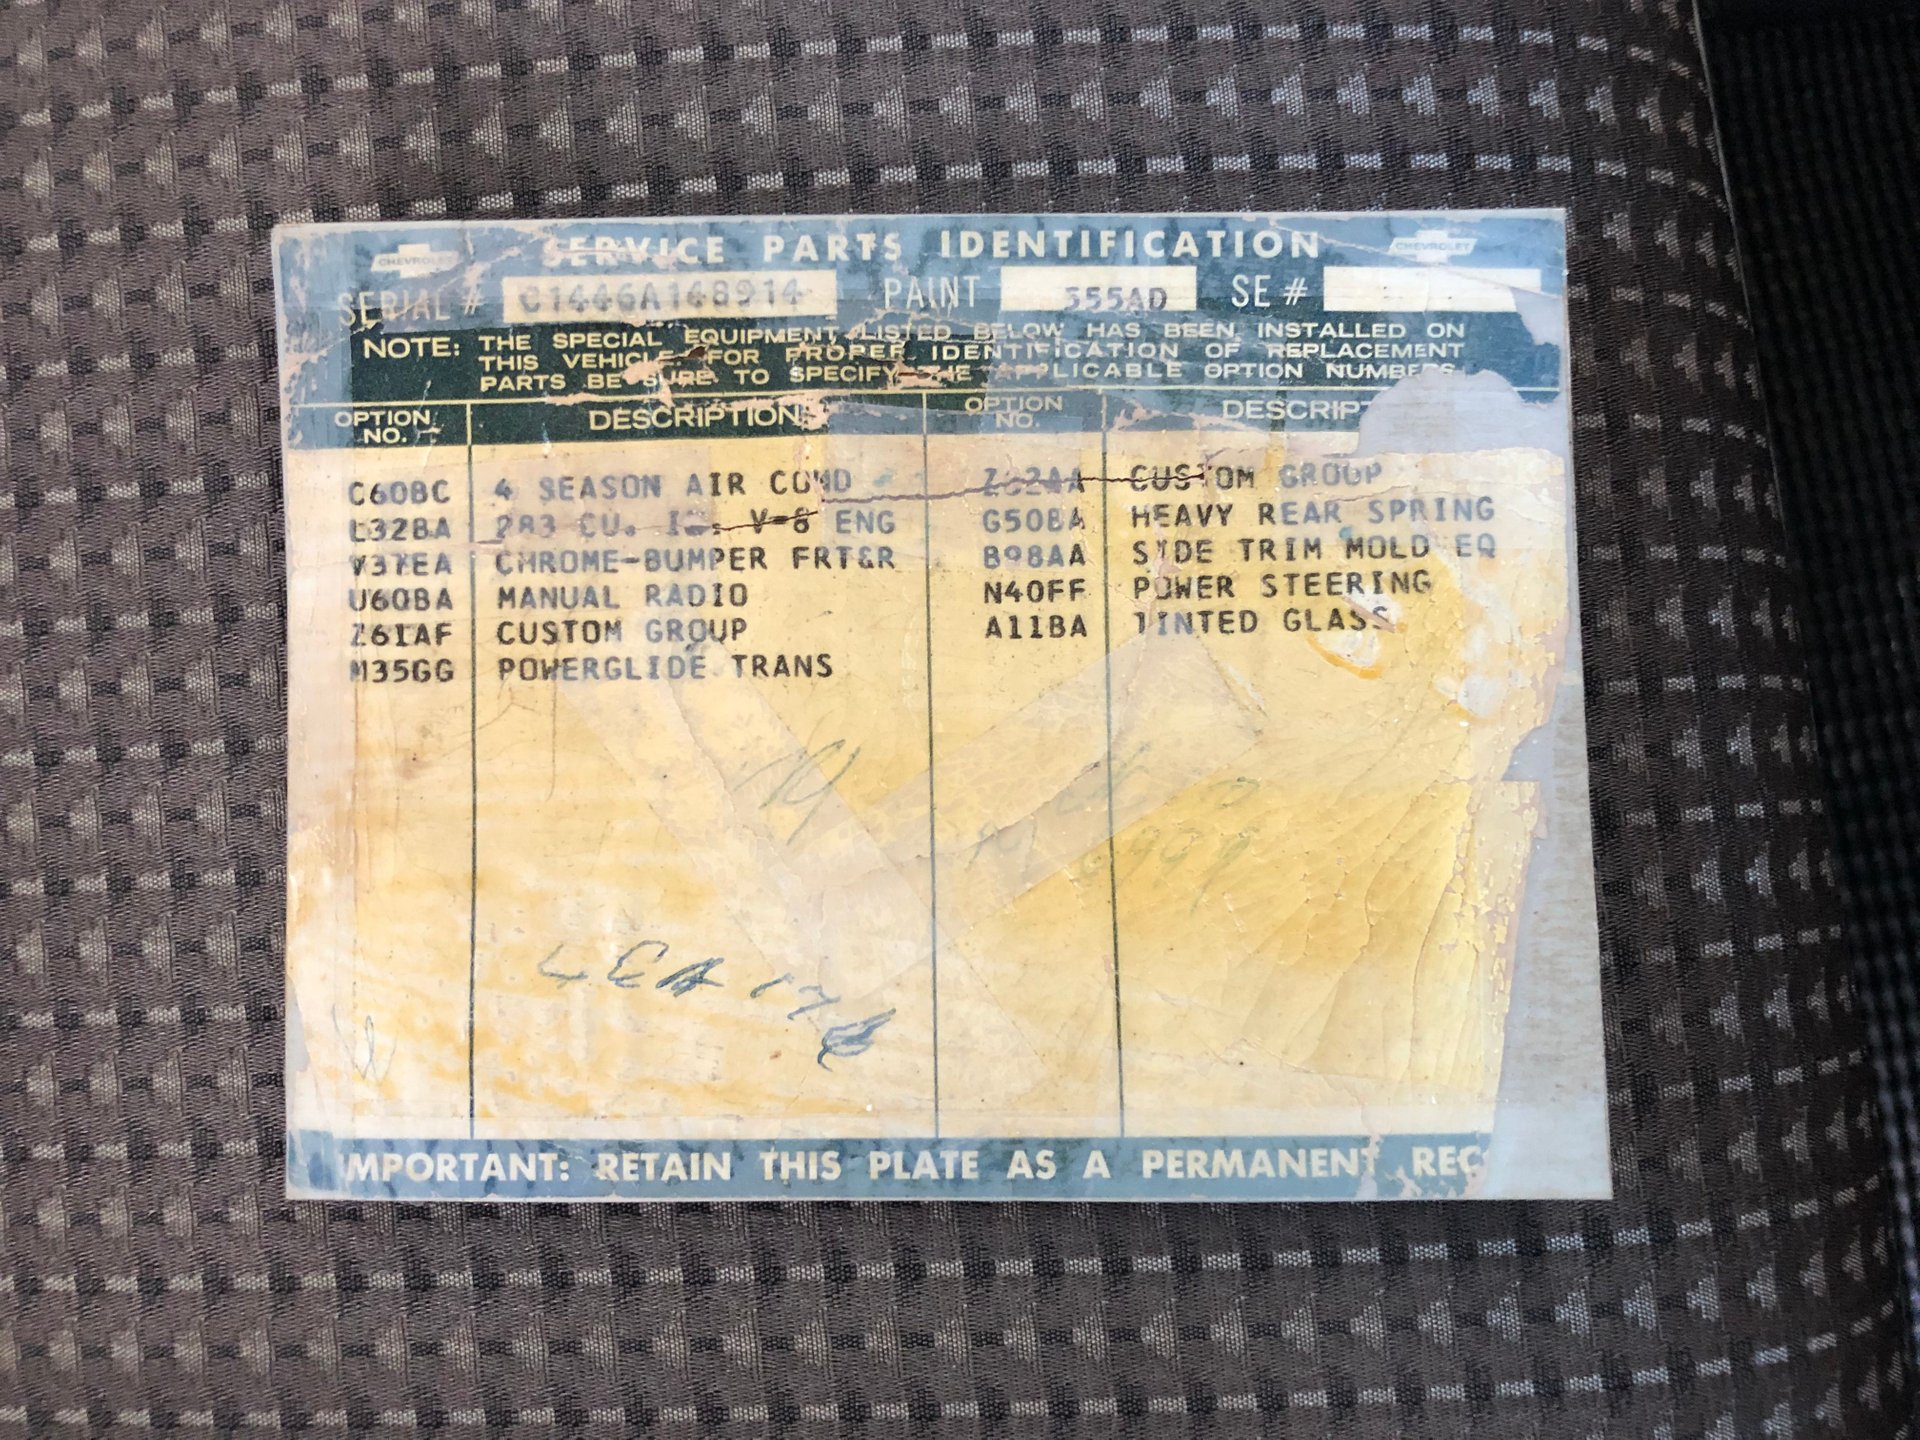 CHEVROLET SERVICE PARTS IDENTIFICATION CHEVROLET
SERIAL # C1446A148914 PAINT 555AD SE #
NOTE: THE SPECIAL EQUIPMENT LISTED BELOW HAS BEEN INSTALLED ON
THIS VEHICLE FOR PROPER IDENTIFICATION OF REPLACEMENT
PARTS BE SURE TO SPECIFY THE APPLICABLE OPTION NUMBERS
OPTION NO. DESCRIPTION OPTION NO. DESCRIPT
C60BC 4 SEASON AIR COND
L32BA 283 CU. IN. V-8 ENG
V37EA CHROME-BUMPER FRT&R
U60BA MANUAL RADIO
Z61AF CUSTOM GROUP
M35GG POWERGLIDE TRANS
Z62AA CUSTOM GROUP
G50BA HEAVY REAR SPRING
B98AA SIDE TRIM MOLD EQ
N40FF POWER STEERING
A11BA TINTED GLASS
IMPORTANT: RETAIN THIS PLATE AS A PERMANENT REC